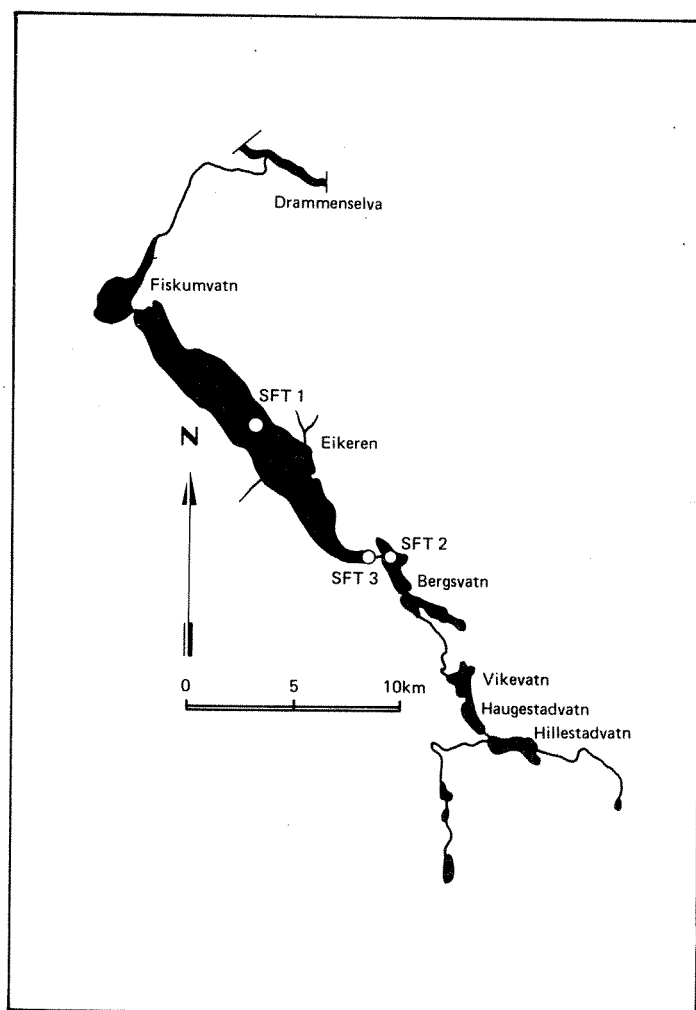 Drammenselva
Fiskumvatn
SFT 1
N
Eikeren
SFT 2
SFT 3
Bergsvatn
0 5 10km
Vikevatn
Haugestadvatn
Hillestadvatn